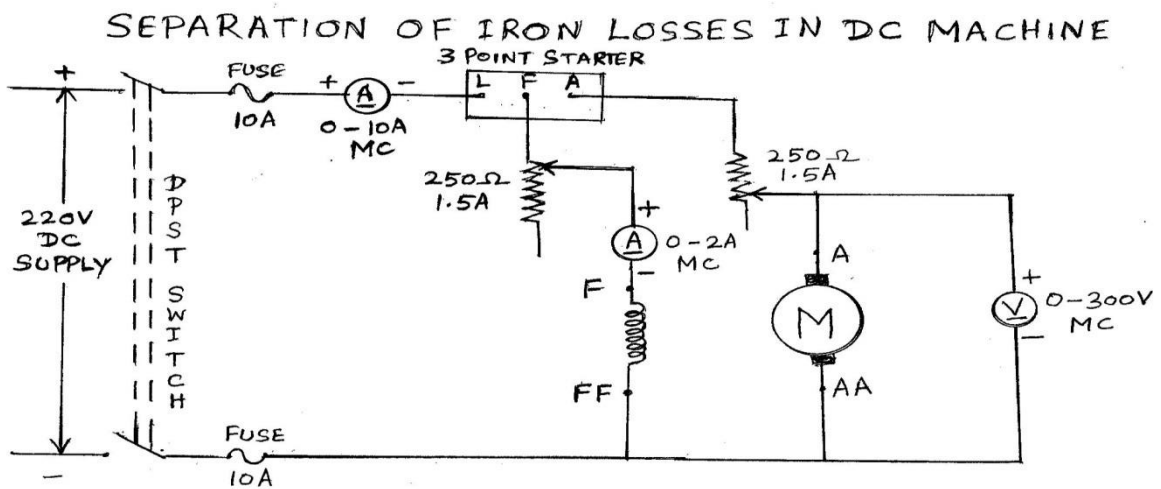 SEPARATION OF IRON LOSSES IN DC MACHINE
3 POINT STARTER
L F A
+
FUSE
10A
+ A -
0-10A
MC
250Ω
1.5A
250Ω
1.5A
220V
DC
SUPPLY
DPST SWITCH
+
A
-
0-2A
MC
F
FF
A
M
AA
+
V
-
0-300V
MC
-
FUSE
10A